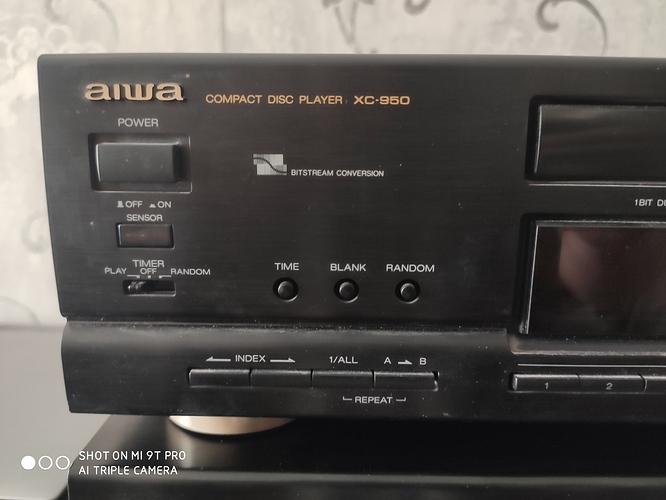 aiwa
COMPACT DISC PLAYER XC-950
POWER
BITSTREAM CONVERSION
OFF ON
1BIT DU
SENSOR
TIMER
PLAY OFF RANDOM
TIME BLANK RANDOM
INDEX 1/ALL A B
1 2
REPEAT
SHOT ON MI 9T PRO
AI TRIPLE CAMERA